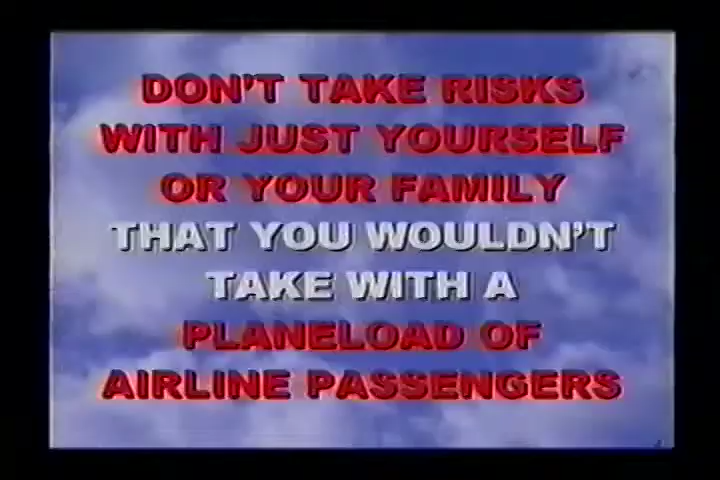 DON'T TAKE RISKS
WITH JUST YOURSELF
OR YOUR FAMILY
THAT YOU WOULDN'T
TAKE WITH A
PLANELOAD OF
AIRLINE PASSENGERS